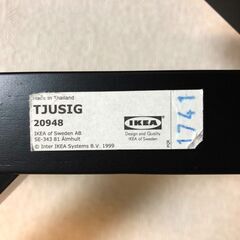 Made in Thailand
TJUSIG
20948
IKEA of Sweden AB
SE-343 81 Älmhult
© Inter IKEA Systems B.V. 1999
IKEA
Design and Quality
IKEA of Sweden
1741